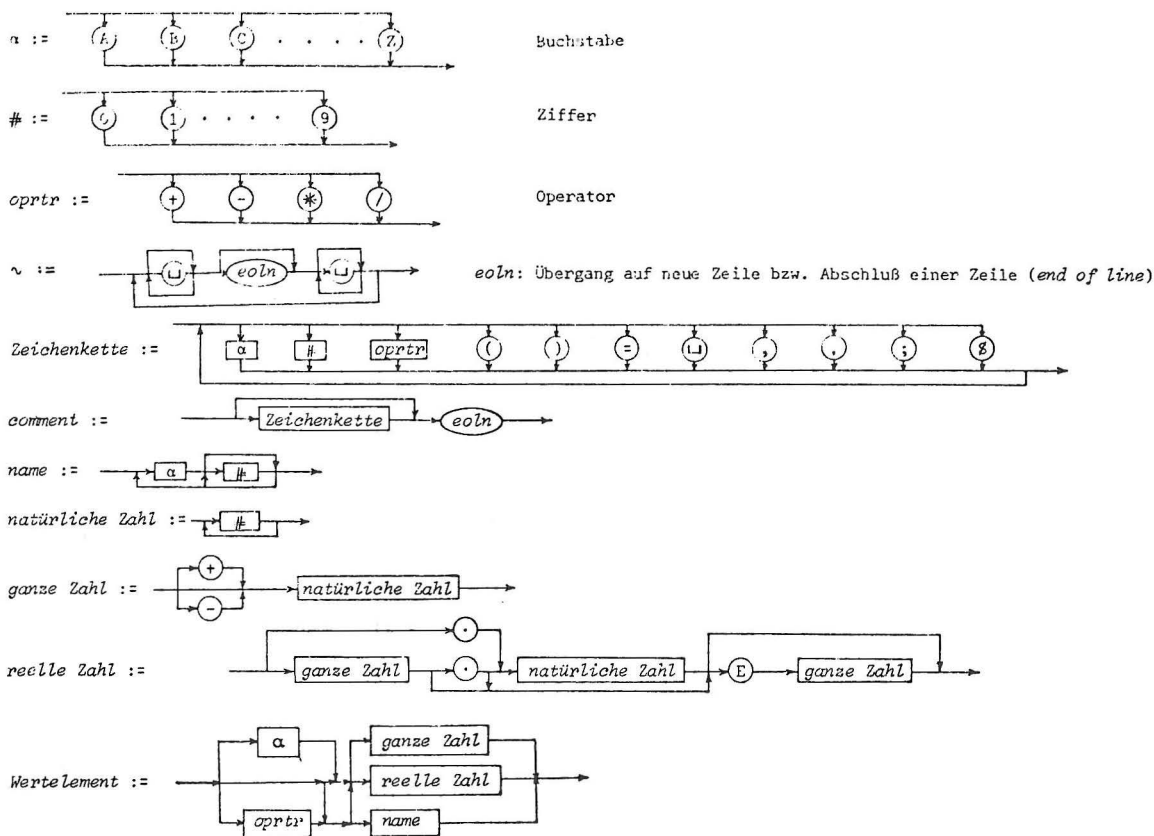 α := A B C . . . . Z Buchstabe
# := 0 1 . . . . 9 Ziffer
oprtr := + - * / Operator
~ := ⊔ eoln ⊔ eoln: Übergang auf neue Zeile bzw. Abschluß einer Zeile (end of line)
Zeichenkette := α # oprtr ( ) = ⊔ , . ; $
comment := Zeichenkette eoln
name := α #
natürliche Zahl := #
ganze Zahl := + - natürliche Zahl
reelle Zahl := . ganze Zahl . natürliche Zahl E ganze Zahl
α ganze Zahl
Wertelement := reelle Zahl
oprtr name